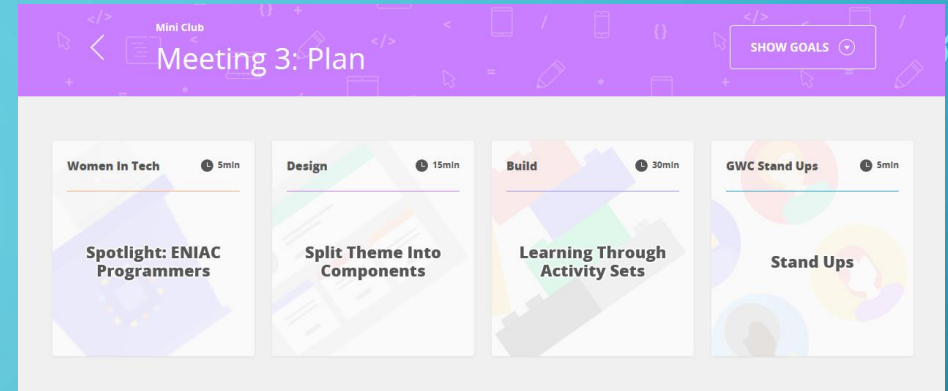 Mini Club
Meeting 3: Plan
SHOW GOALS
Women In Tech
5min
Spotlight: ENIAC
Programmers
Design
15min
Split Theme Into
Components
Build
30min
Learning Through
Activity Sets
GWC Stand Ups
5min
Stand Ups